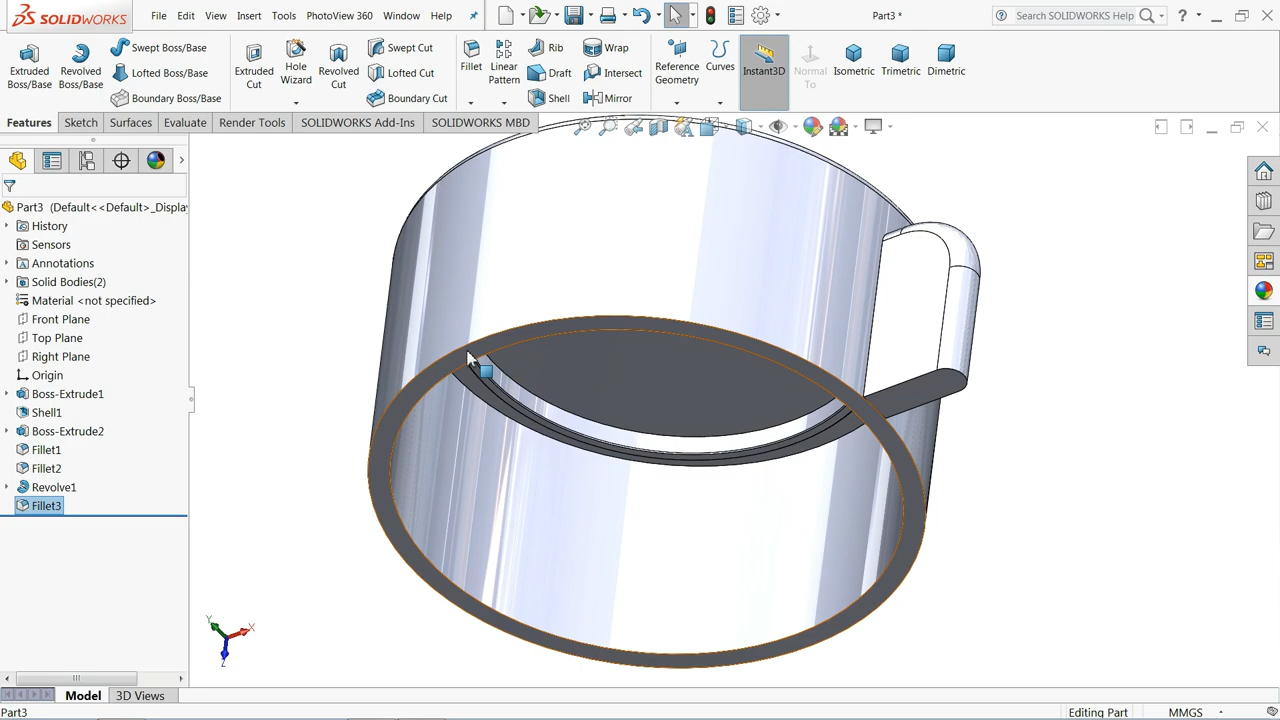 SOLIDWORKS
File Edit View Insert Tools PhotoView 360 Window Help
Part3 *
Search SOLIDWORKS Help
?
Extruded Boss/Base
Revolved Boss/Base
Swept Boss/Base
Lofted Boss/Base
Boundary Boss/Base
Extruded Cut
Hole Wizard
Revolved Cut
Swept Cut
Lofted Cut
Boundary Cut
Fillet
Linear Pattern
Rib
Draft
Shell
Wrap
Intersect
Mirror
Reference Geometry
Curves
Instant3D
Normal To
Isometric
Trimetric
Dimetric
Features Sketch Surfaces Evaluate Render Tools SOLIDWORKS Add-Ins SOLIDWORKS MBD
Part3 (Default<<Default>_Display
History
Sensors
Annotations
Solid Bodies(2)
Material <not specified>
Front Plane
Top Plane
Right Plane
Origin
Boss-Extrude1
Shell1
Boss-Extrude2
Fillet1
Fillet2
Revolve1
Fillet3
Y
X
Z
Model 3D Views
Part3 Editing Part MMGS